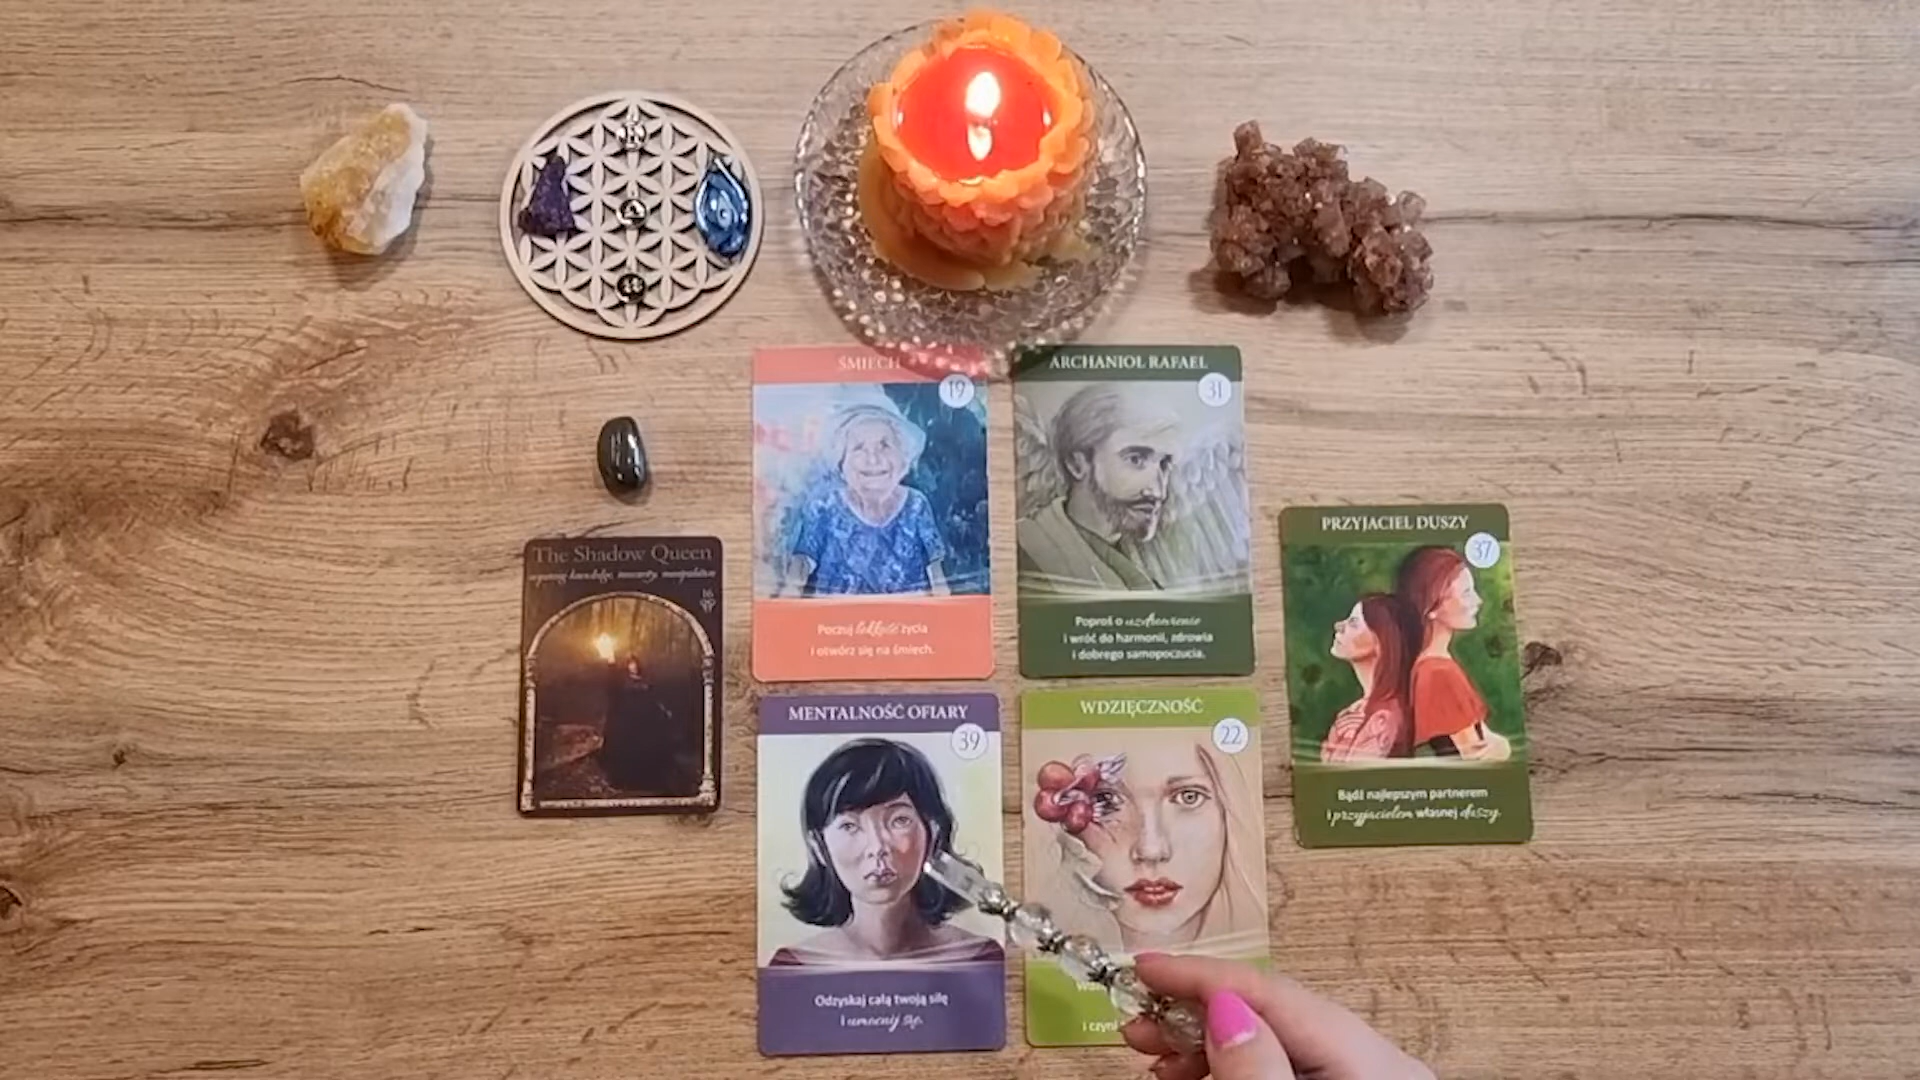 ŚMIECH
19
Poczuj lekkość życia
i otwórz się na śmiech.
ARCHANIOŁ RAFAEL
31
Poproś o uzdrowienie
i wróć do harmonii, zdrowia
i dobrego samopoczucia.
PRZYJACIEL DUSZY
37
Bądź najlepszym partnerem
i przyjacielem własnej duszy.
The Shadow Queen
16
MENTALNOŚĆ OFIARY
39
Odzyskaj całą twoją siłę
i umocnij się.
WDZIĘCZNOŚĆ
22
i czyni